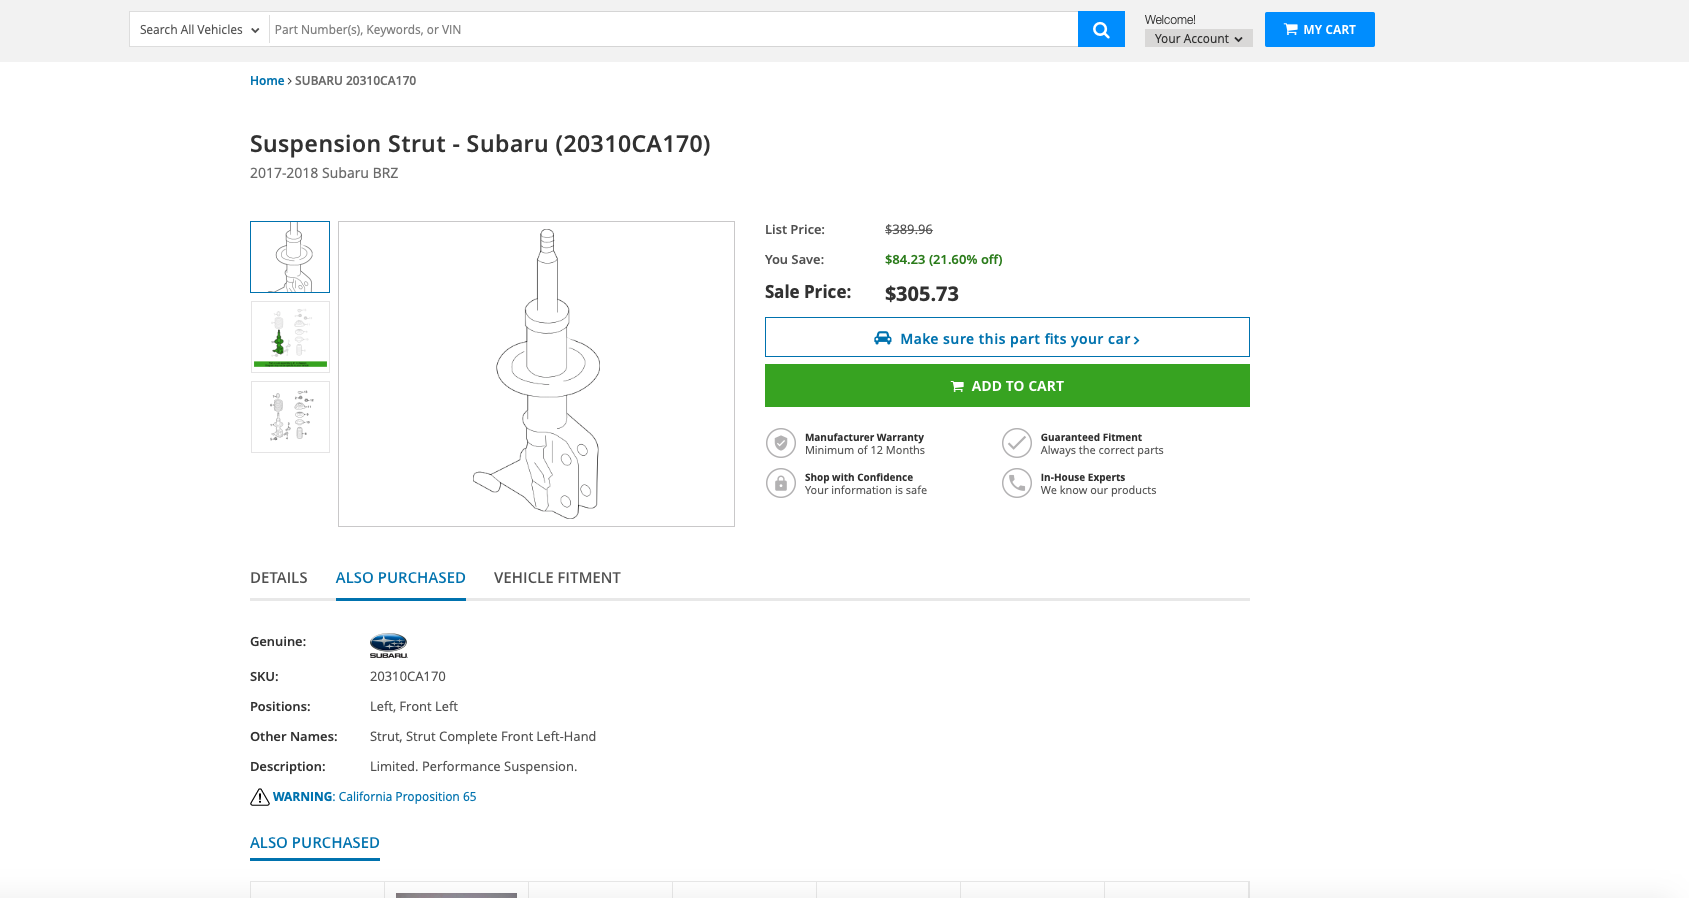 Search All Vehicles
Part Number(s), Keywords, or VIN
Welcome!
Your Account
MY CART
Home › SUBARU 20310CA170
Suspension Strut - Subaru (20310CA170)
2017-2018 Subaru BRZ
List Price: $389.96
You Save: $84.23 (21.60% off)
Sale Price: $305.73
Make sure this part fits your car ›
ADD TO CART
Manufacturer Warranty
Minimum of 12 Months
Guaranteed Fitment
Always the correct parts
Shop with Confidence
Your information is safe
In-House Experts
We know our products
DETAILS ALSO PURCHASED VEHICLE FITMENT
Genuine: SUBARU
SKU: 20310CA170
Positions: Left, Front Left
Other Names: Strut, Strut Complete Front Left-Hand
Description: Limited. Performance Suspension.
WARNING: California Proposition 65
ALSO PURCHASED